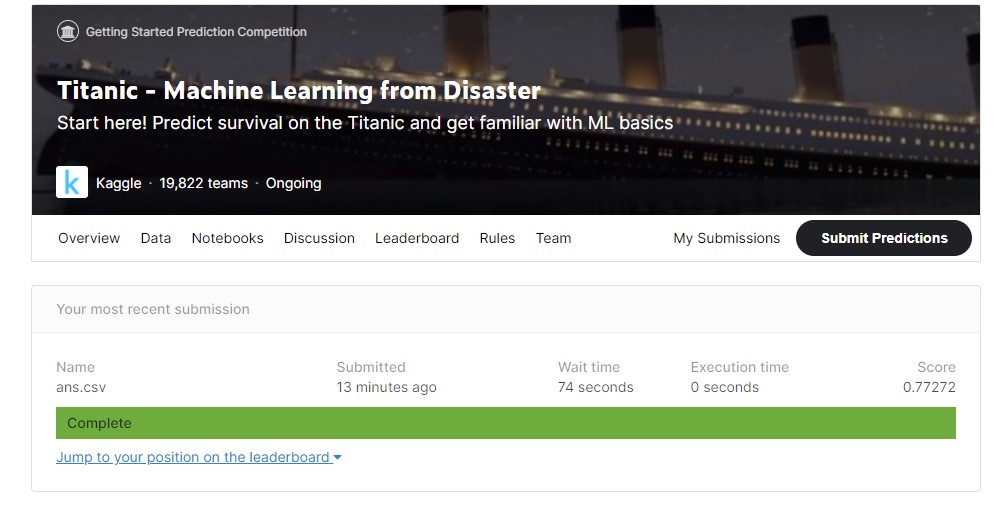 Getting Started Prediction Competition
Titanic - Machine Learning from Disaster
Start here! Predict survival on the Titanic and get familiar with ML basics
k Kaggle · 19,822 teams · Ongoing
Overview Data Notebooks Discussion Leaderboard Rules Team My Submissions Submit Predictions
Your most recent submission
Name Submitted Wait time Execution time Score
ans.csv 13 minutes ago 74 seconds 0 seconds 0.77272
Complete
Jump to your position on the leaderboard